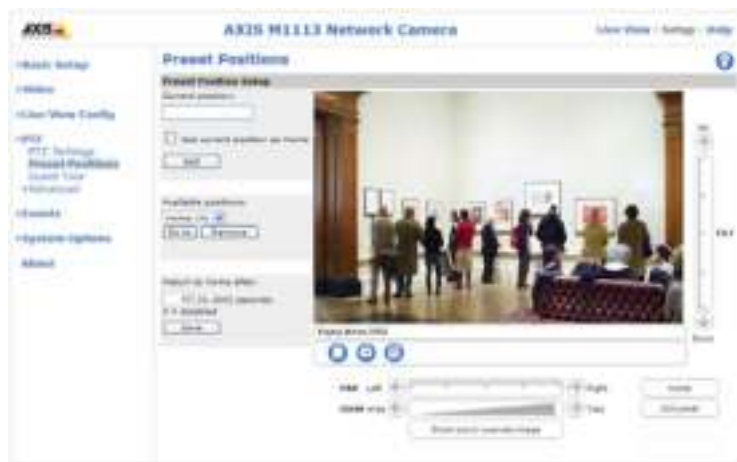 AXIS
AXIS M1113 Network Camera
Live View | Setup | Help
Basic Setup
Video
Live View Config
PTZ
PTZ Settings
Preset Positions
Guard Tour
Advanced
Events
System Options
About
Preset Positions
Preset Position Setup
Current position:
Use current position as Home
Add
Available positions:
Home (H)
Go to
Remove
Return to home after:
seconds
Save
Pan
Left
Right
Zoom
Wide
Tele